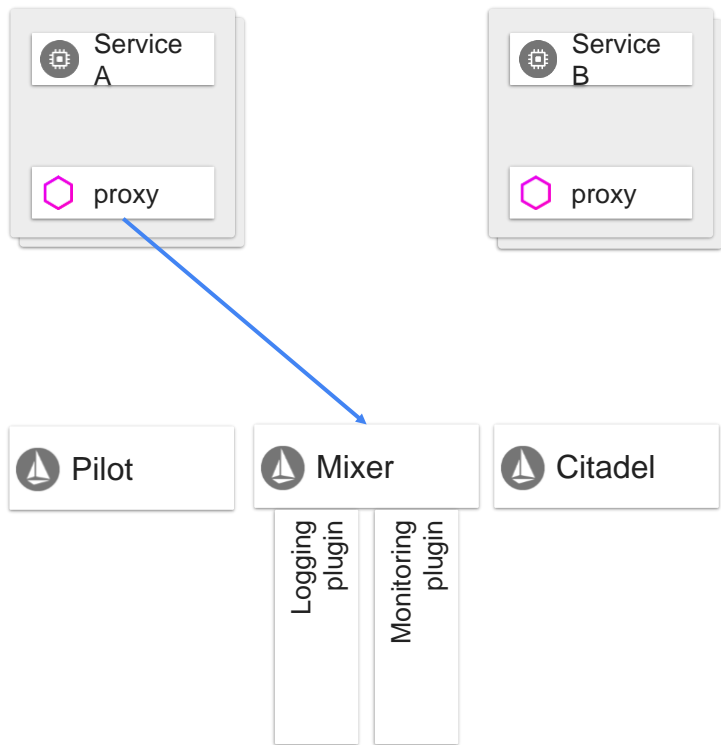 Service
A
Service
B
proxy
proxy
Pilot
Mixer
Citadel
Logging
plugin
Monitoring
plugin